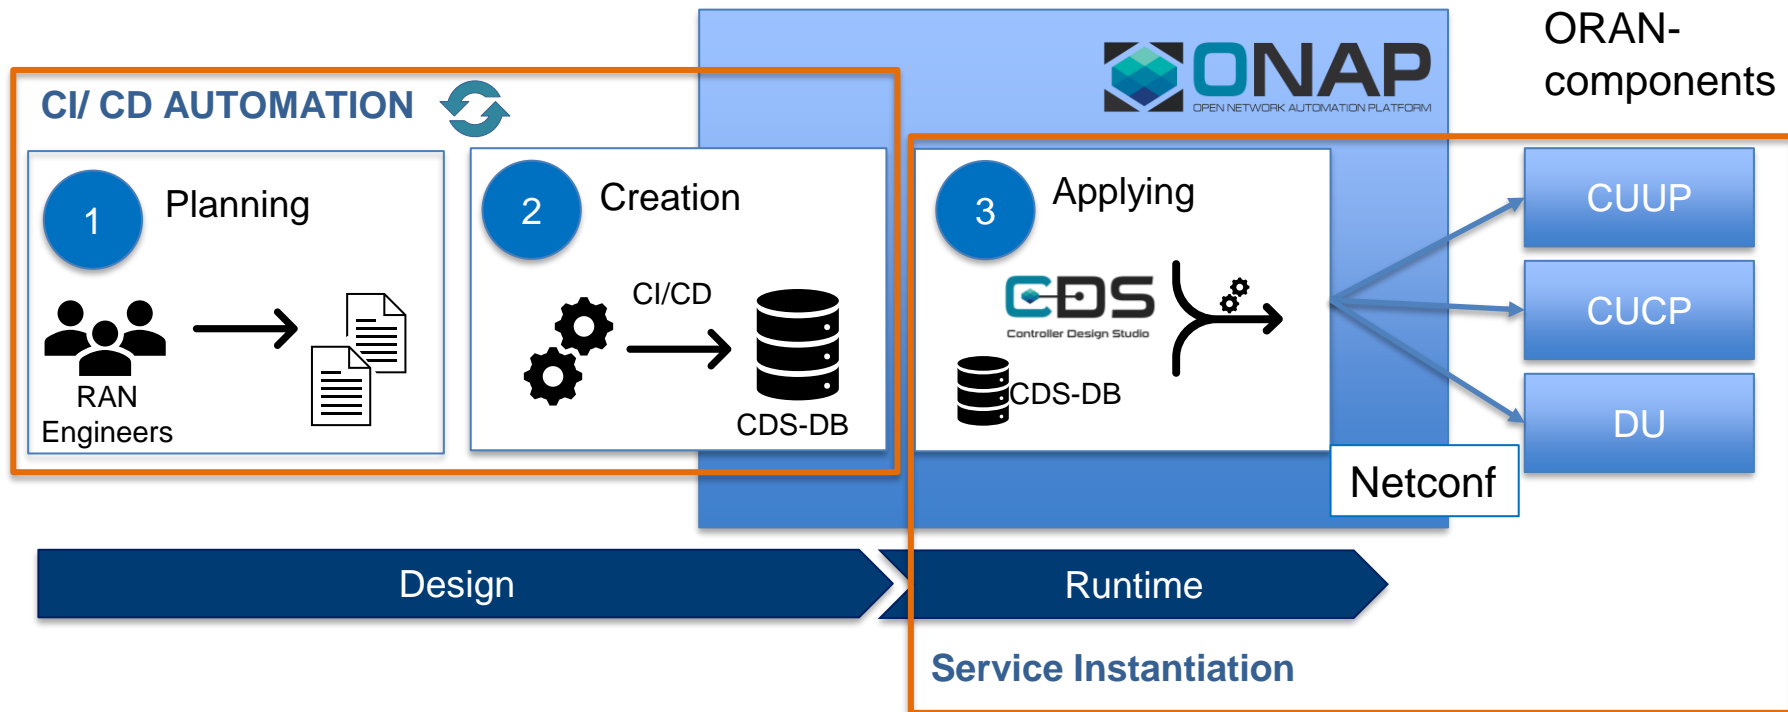 ORAN-
components
ONAP
OPEN NETWORK AUTOMATION PLATFORM
CI/ CD AUTOMATION
1
Planning
RAN
Engineers
2
Creation
CI/CD
CDS-DB
3
Applying
CDS
Controller Design Studio
CDS-DB
CUUP
CUCP
DU
Netconf
Design
Runtime
Service Instantiation